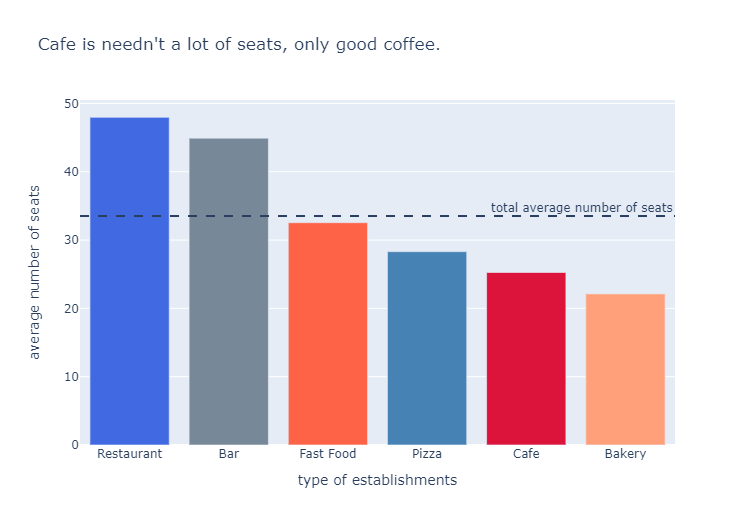 Cafe is needn't a lot of seats, only good coffee.
50
40
30
20
10
0
average number of seats
total average number of seats
Restaurant Bar Fast Food Pizza Cafe Bakery
type of establishments